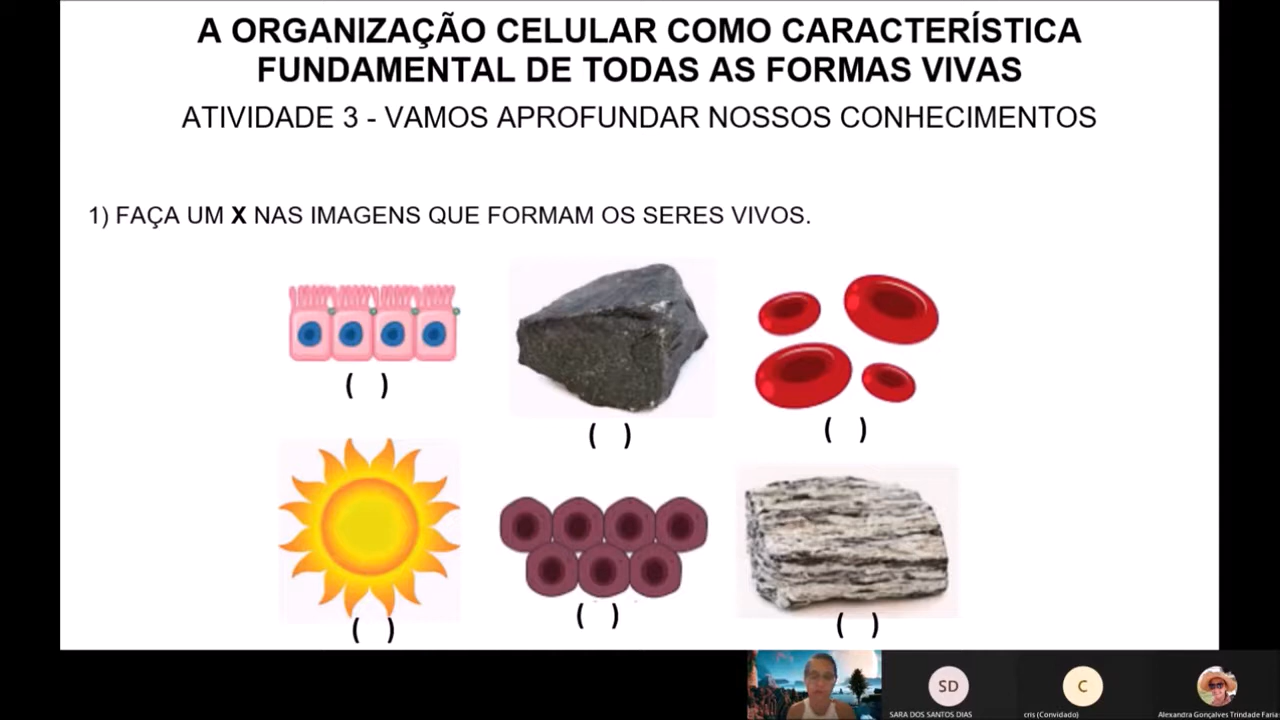 A ORGANIZAÇÃO CELULAR COMO CARACTERÍSTICA
FUNDAMENTAL DE TODAS AS FORMAS VIVAS
ATIVIDADE 3 - VAMOS APROFUNDAR NOSSOS CONHECIMENTOS
1) FAÇA UM X NAS IMAGENS QUE FORMAM OS SERES VIVOS.
( )
( )
( )
( )
( )
( )
SD
C
SARA DOS SANTOS DIAS
cris (Convidado)
Alexandra Gonçalves Trindade Faria